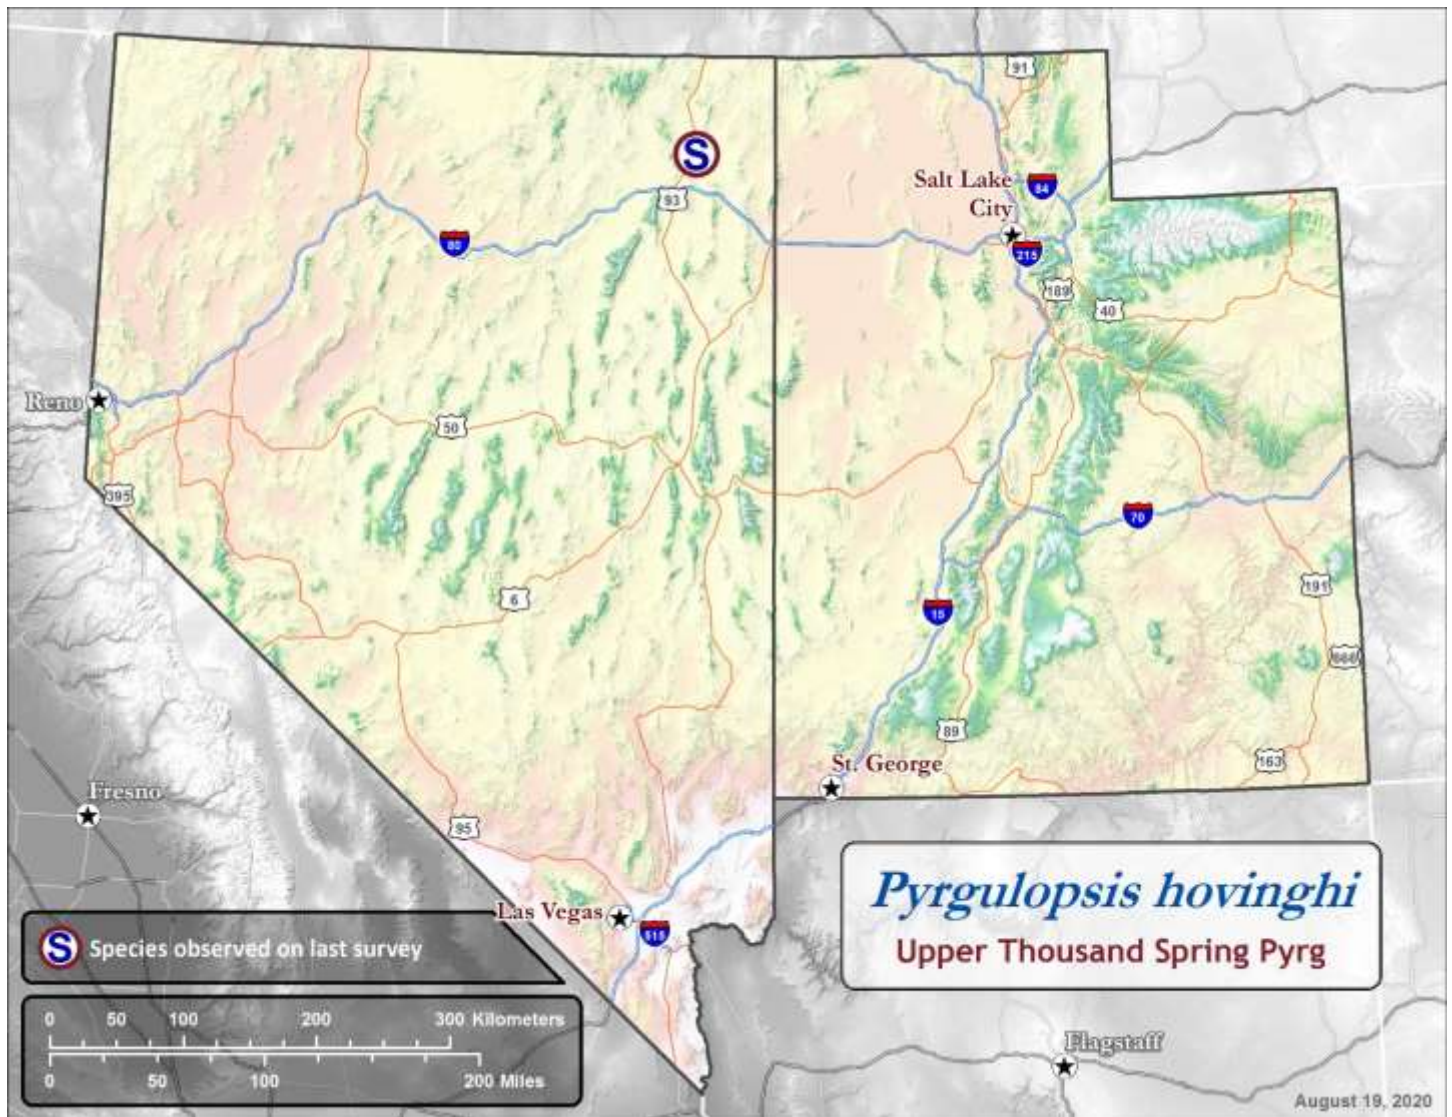 91
S
Salt Lake
City
84
93
80
215
189
40
Reno
50
395
70
6
191
15
666
89
163
St. George
Fresno
95
Las Vegas
515
Pyrgulopsis hovinghi
Upper Thousand Spring Pyrg
S Species observed on last survey
0 50 100 200 300 Kilometers
0 50 100 200 Miles
Flagstaff
August 19, 2020